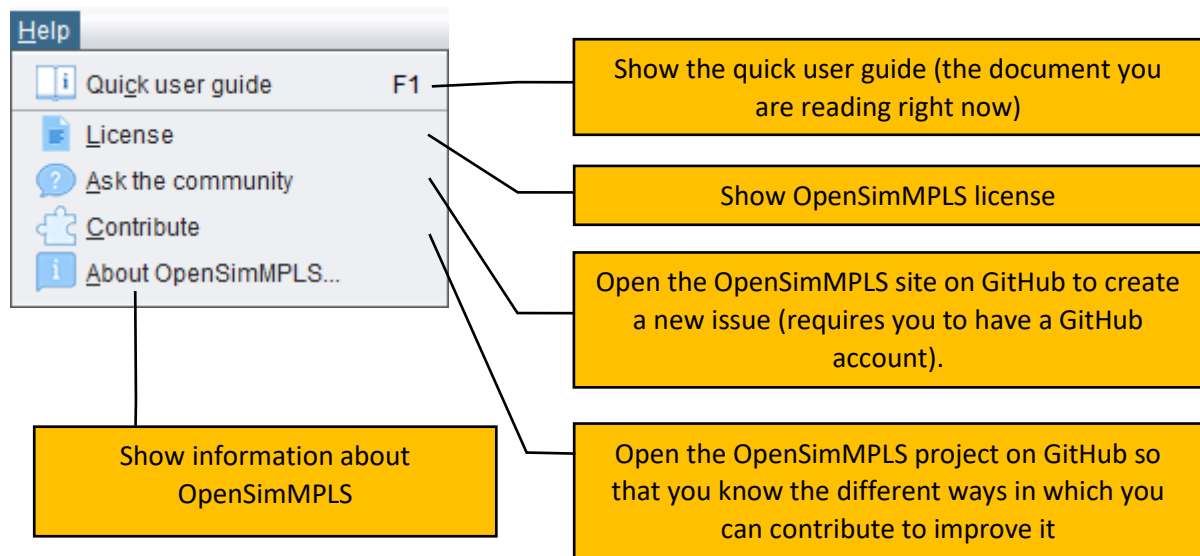 Help
Quick user guide F1
License
Ask the community
Contribute
About OpenSimMPLS...
Show the quick user guide (the document you
are reading right now)
Show OpenSimMPLS license
Open the OpenSimMPLS site on GitHub to create
a new issue (requires you to have a GitHub
account).
Open the OpenSimMPLS project on GitHub so
that you know the different ways in which you
can contribute to improve it
Show information about
OpenSimMPLS